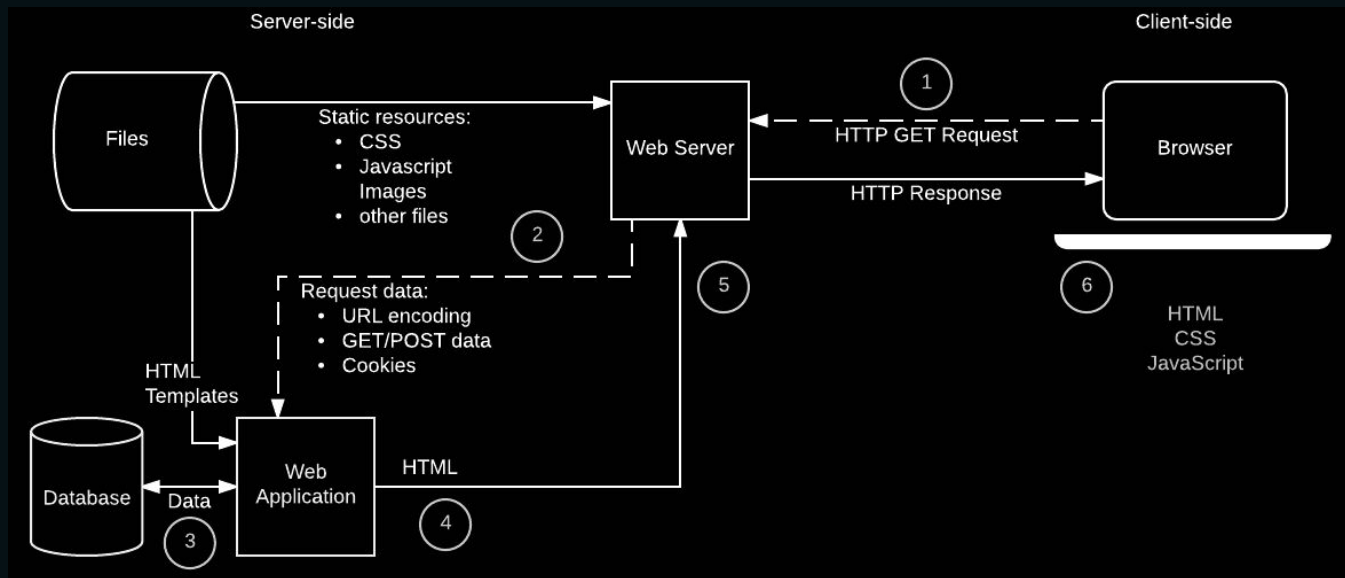 Server-side
Client-side
Files
Static resources:
• CSS
• Javascript
Images
• other files
Web Server
1
HTTP GET Request
HTTP Response
Browser
2
Request data:
• URL encoding
• GET/POST data
• Cookies
5
6
HTML
CSS
JavaScript
HTML
Templates
Database
Data
3
Web
Application
HTML
4